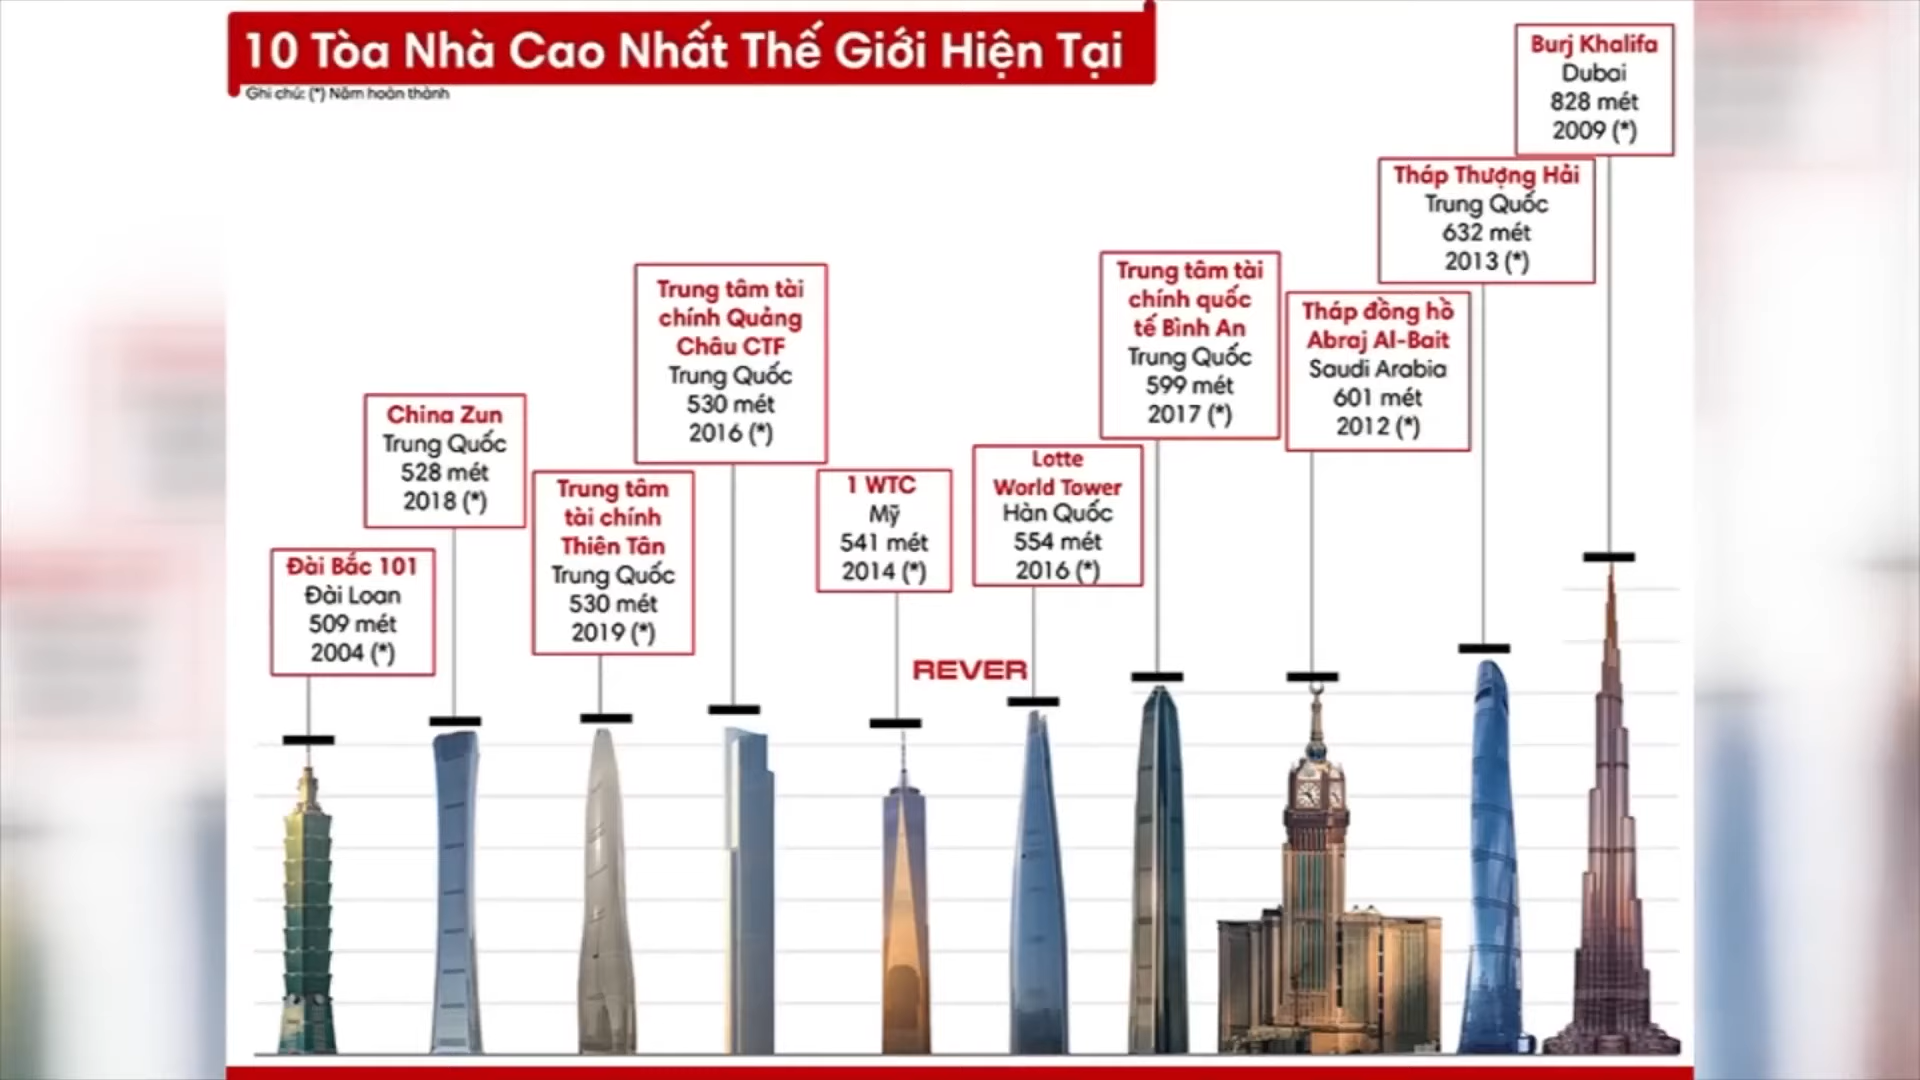 10 Tòa Nhà Cao Nhất Thế Giới Hiện Tại
Ghi chú: (*) Năm hoàn thành
Đài Bắc 101
Đài Loan
509 mét
2004 (*)
China Zun
Trung Quốc
528 mét
2018 (*)
Trung tâm
tài chính
Thiên Tân
Trung Quốc
530 mét
2019 (*)
Trung tâm tài
chính Quảng
Châu CTF
Trung Quốc
530 mét
2016 (*)
1 WTC
Mỹ
541 mét
2014 (*)
REVER
Lotte
World Tower
Hàn Quốc
554 mét
2016 (*)
Trung tâm tài
chính quốc
tế Bình An
Trung Quốc
599 mét
2017 (*)
Tháp đồng hồ
Abraj Al-Bait
Saudi Arabia
601 mét
2012 (*)
Tháp Thượng Hải
Trung Quốc
632 mét
2013 (*)
Burj Khalifa
Dubai
828 mét
2009 (*)